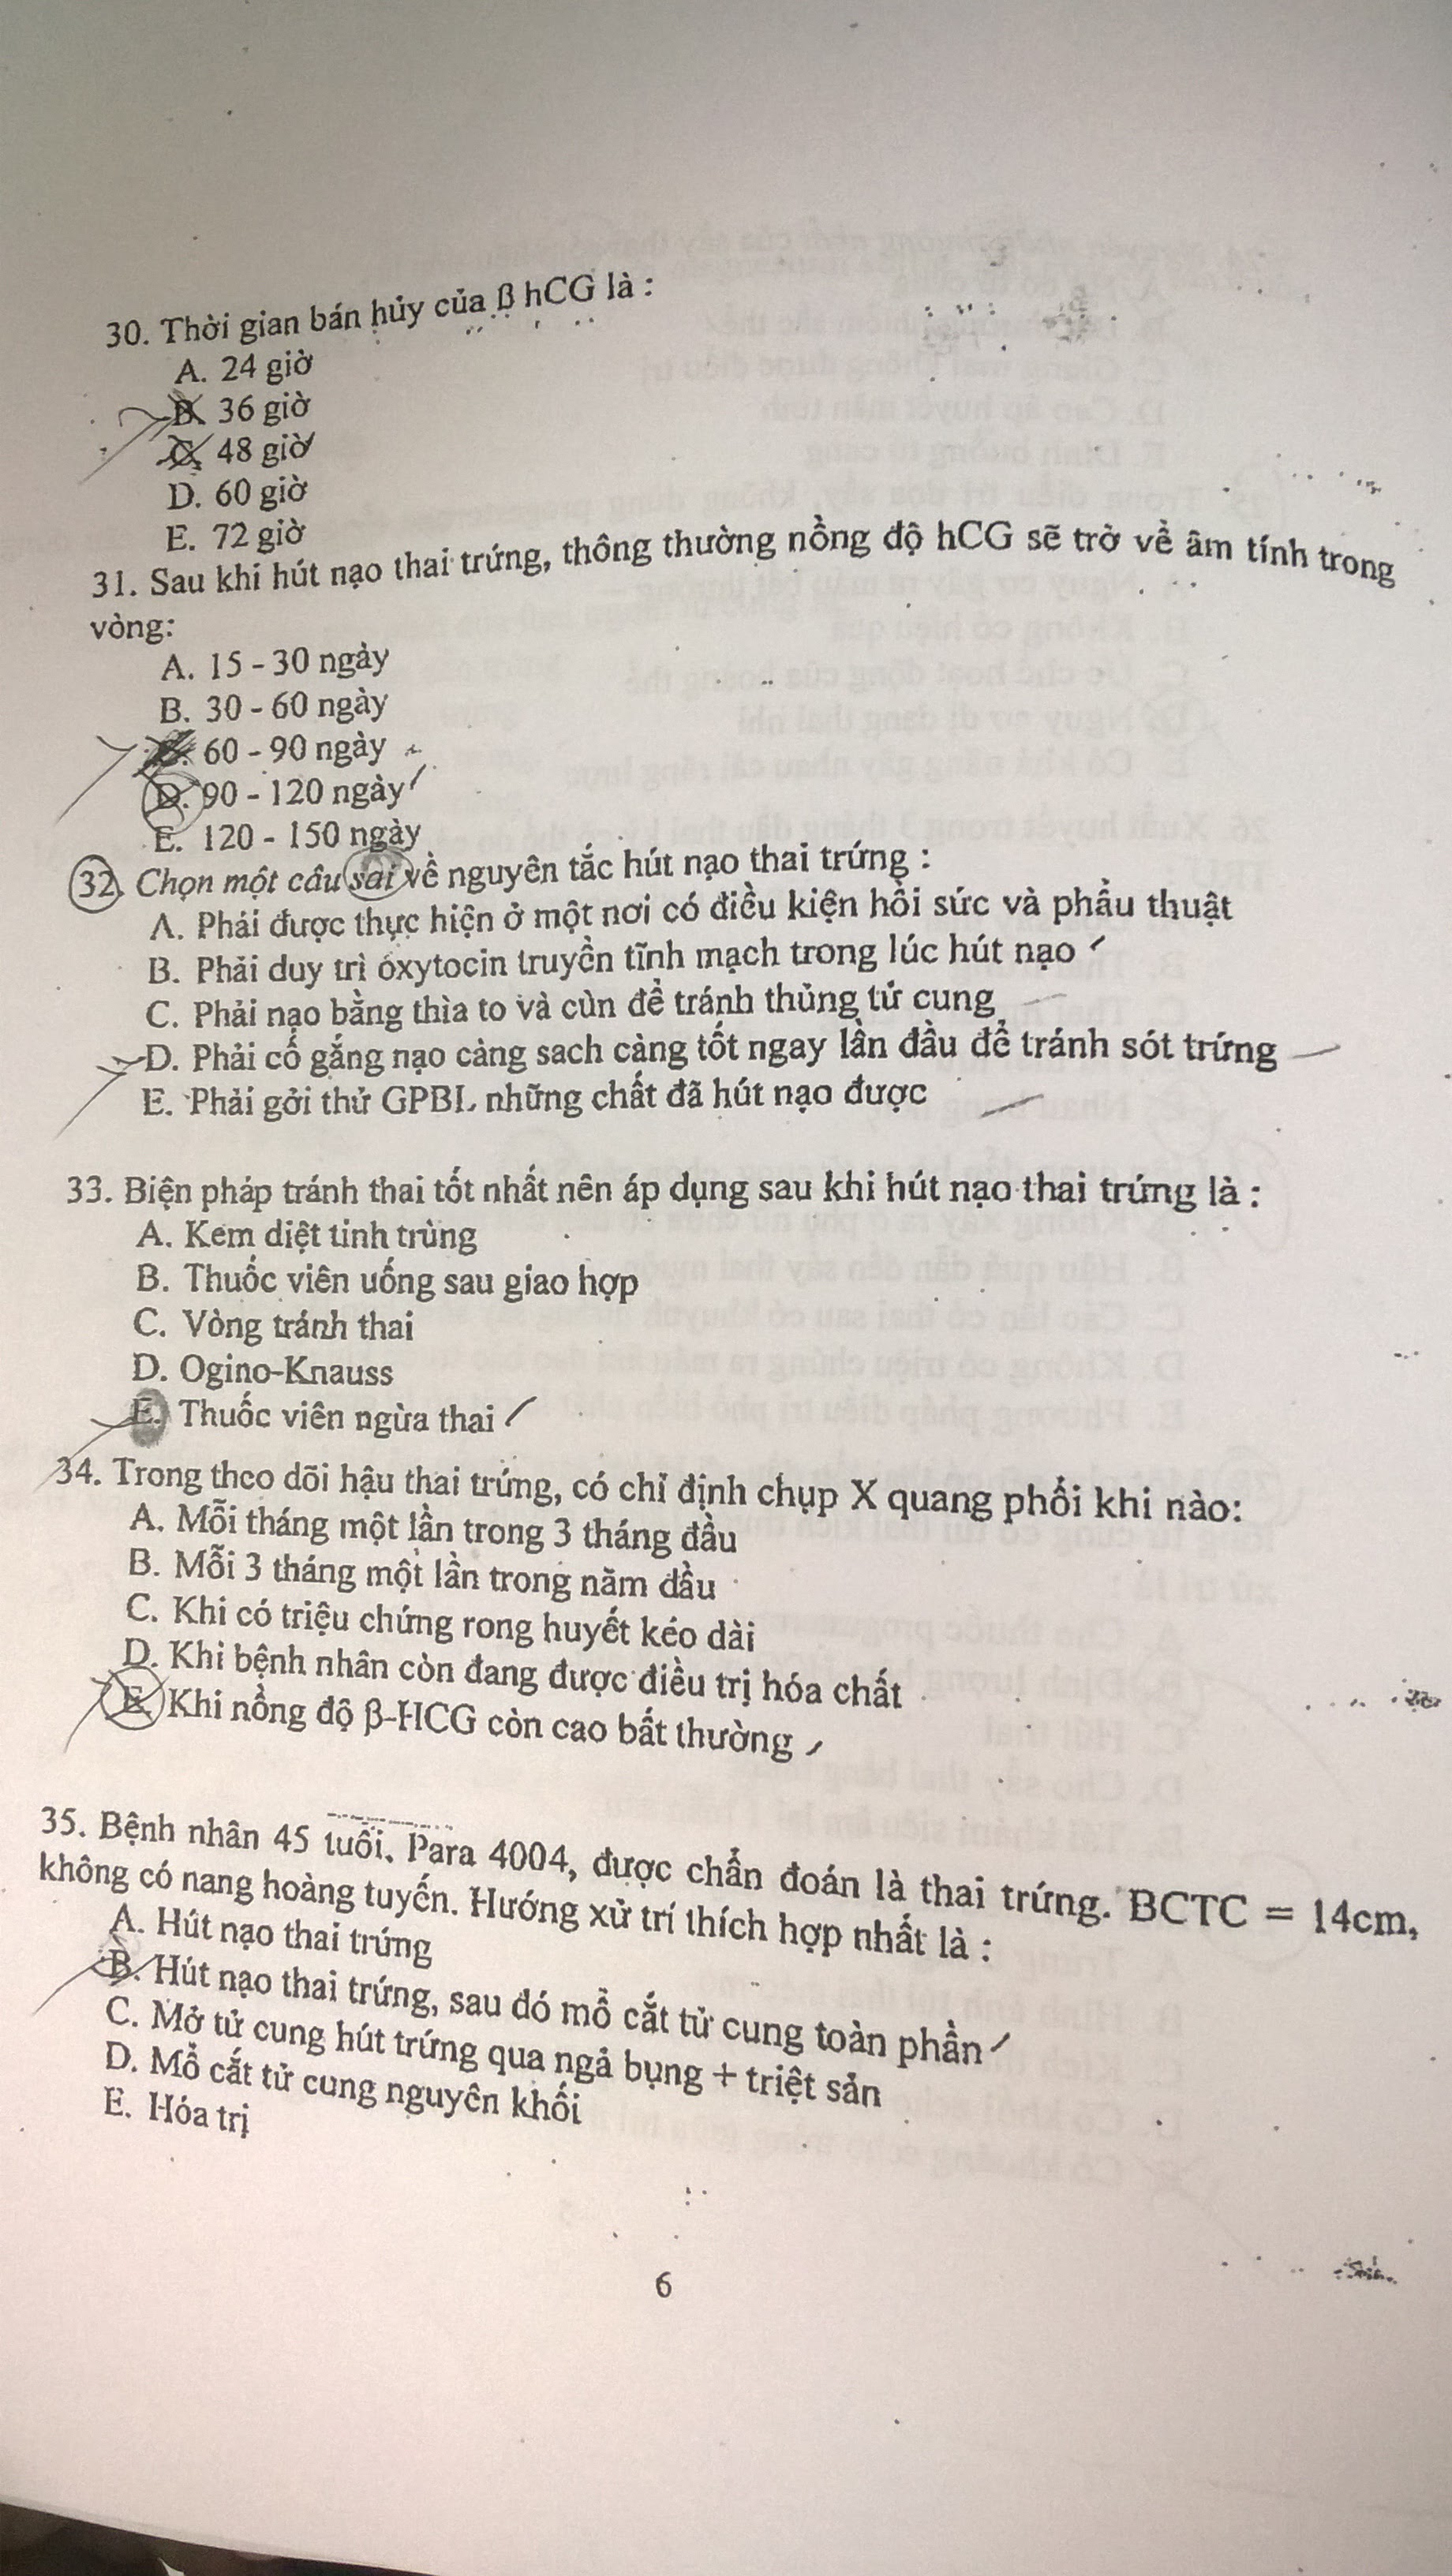 30. Thời gian bán hủy của β hCG là :
A. 24 giờ
B. 36 giờ
C. 48 giờ
D. 60 giờ
E. 72 giờ
31. Sau khi hút nạo thai trứng, thông thường nồng độ hCG sẽ trở về âm tính trong
vòng:
A. 15 - 30 ngày
B. 30 - 60 ngày
C. 60 - 90 ngày
D. 90 - 120 ngày
E. 120 - 150 ngày
32. Chọn một câu sai về nguyên tắc hút nạo thai trứng :
A. Phải được thực hiện ở một nơi có điều kiện hồi sức và phẫu thuật
B. Phải duy trì oxytocin truyền tĩnh mạch trong lúc hút nạo
C. Phải nạo bằng thìa to và cùn để tránh thủng tử cung
D. Phải cố gắng nạo càng sach càng tốt ngay lần đầu để tránh sót trứng
E. Phải gởi thử GPBL những chất đã hút nạo được
33. Biện pháp tránh thai tốt nhất nên áp dụng sau khi hút nạo thai trứng là :
A. Kem diệt tinh trùng
B. Thuốc viên uống sau giao hợp
C. Vòng tránh thai
D. Ogino-Knauss
E. Thuốc viên ngừa thai
34. Trong theo dõi hậu thai trứng, có chỉ định chụp X quang phổi khi nào:
A. Mỗi tháng một lần trong 3 tháng đầu
B. Mỗi 3 tháng một lần trong năm đầu
C. Khi có triệu chứng rong huyết kéo dài
D. Khi bệnh nhân còn đang được điều trị hóa chất
E. Khi nồng độ β-HCG còn cao bất thường
35. Bệnh nhân 45 tuổi, Para 4004, được chẩn đoán là thai trứng. BCTC = 14cm,
không có nang hoàng tuyến. Hướng xử trí thích hợp nhất là :
A. Hút nạo thai trứng
B. Hút nạo thai trứng, sau đó mổ cắt tử cung toàn phần
C. Mở tử cung hút trứng qua ngả bụng + triệt sản
D. Mổ cắt tử cung nguyên khối
E. Hóa trị
6